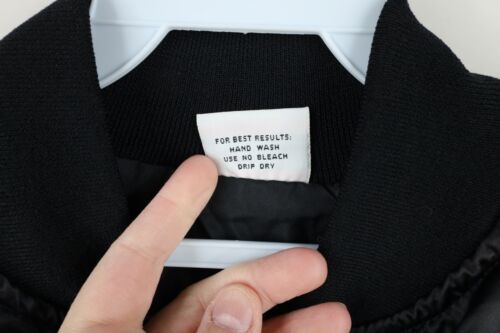 FOR BEST RESULTS:
HAND WASH
USE NO BLEACH
DRIP DRY